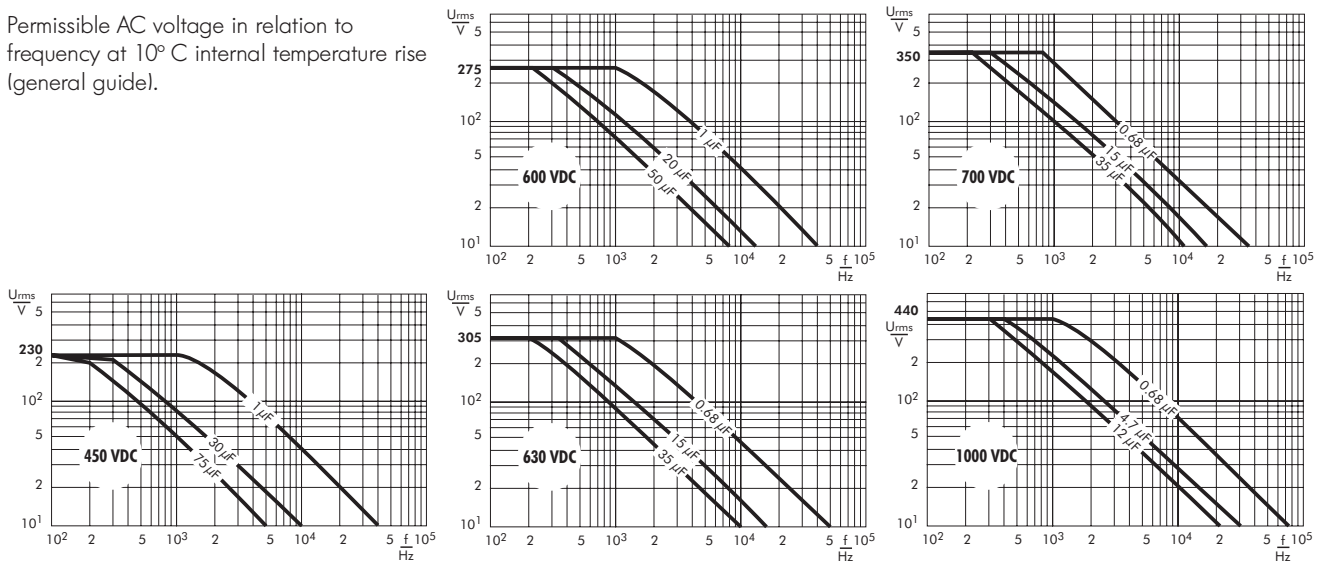 Permissible AC voltage in relation to
frequency at 10° C internal temperature rise
(general guide).
Urms
V
5
275
2
10²
5
2
10¹
1 µF
20 µF
50 µF
600 VDC
10² 2 5 10³ 2 5 10⁴ 2 5 f 10⁵
Hz
Urms
V
5
350
2
10²
5
2
10¹
0.68 µF
15 µF
35 µF
700 VDC
10² 2 5 10³ 2 5 10⁴ 2 5 f 10⁵
Hz
Urms
V
5
230
2
10²
5
2
10¹
1 µF
30 µF
75 µF
450 VDC
10² 2 5 10³ 2 5 10⁴ 2 5 f 10⁵
Hz
Urms
V
5
305
2
10²
5
2
10¹
0.68 µF
15 µF
35 µF
630 VDC
10² 2 5 10³ 2 5 10⁴ 2 5 f 10⁵
Hz
440
Urms
V
2
10²
5
2
10¹
0.68 µF
4.7 µF
12 µF
1000 VDC
10² 2 5 10³ 2 5 10⁴ 2 5 f 10⁵
Hz